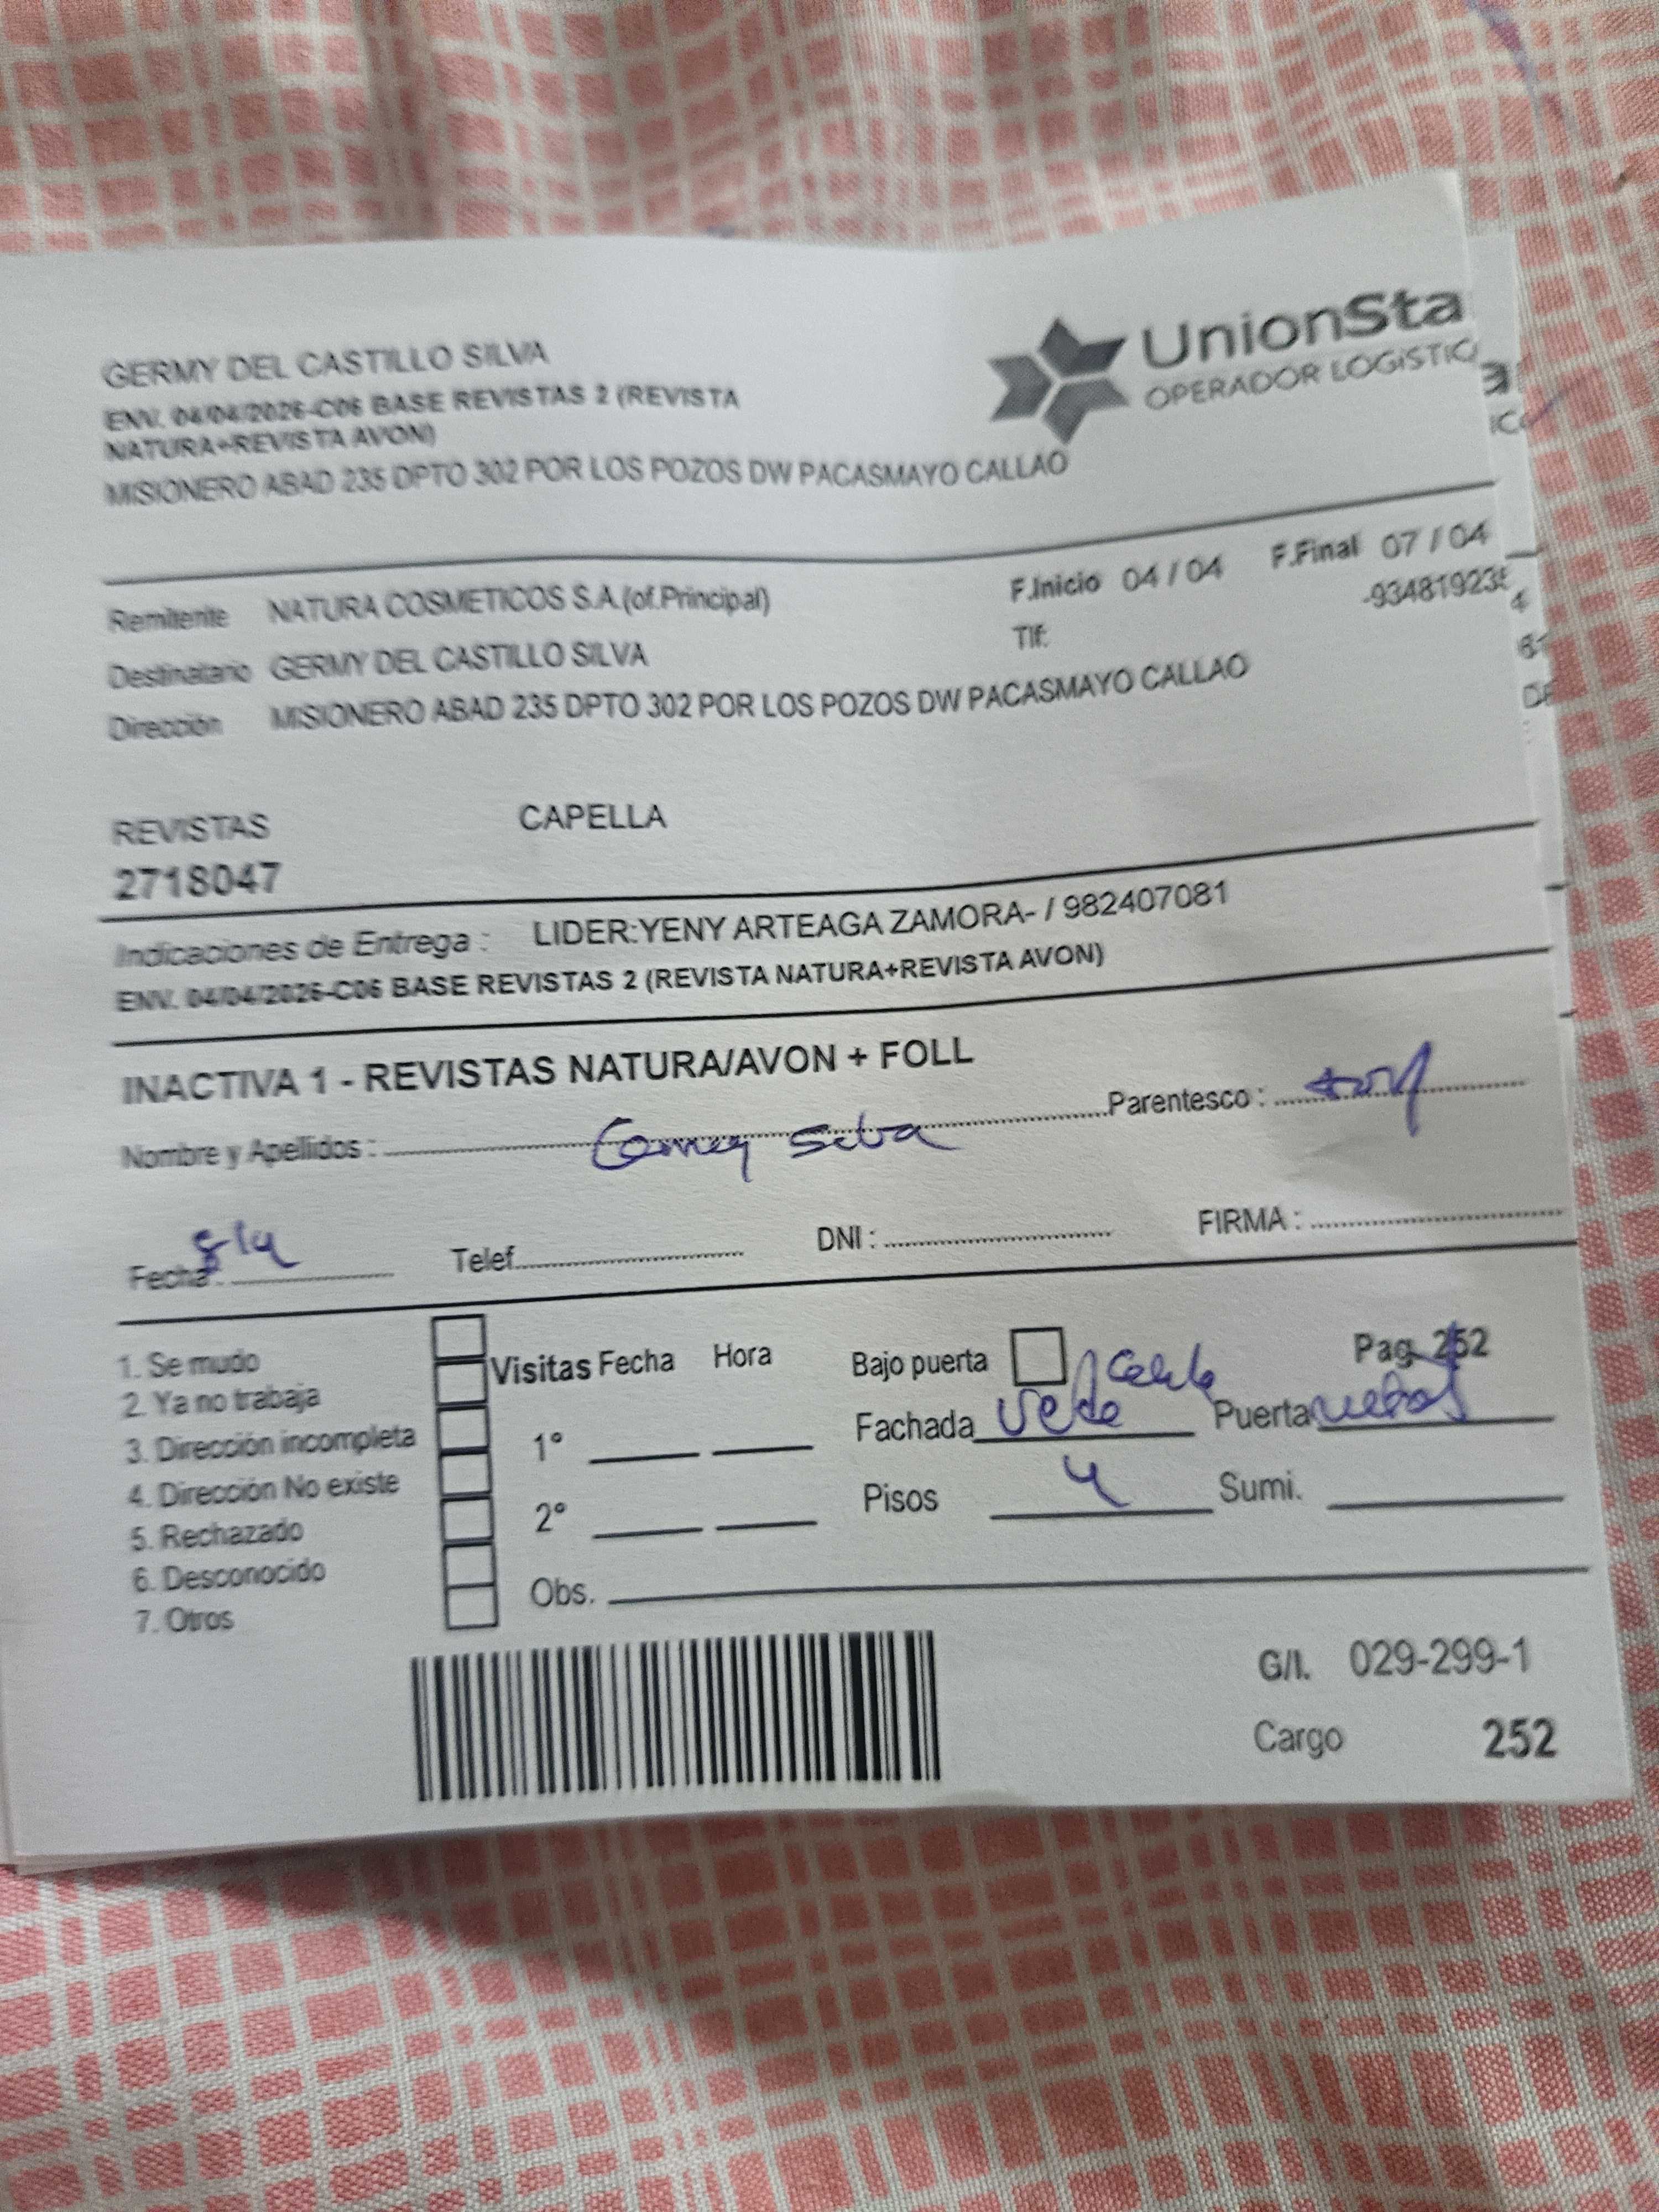 GERMY DEL CASTILLO SILVA
ENV. 04/04/2026-C06 BASE REVISTAS 2 (REVISTA
NATURA+REVISTA AVON)
MISIONERO ABAD 235 DPTO 302 POR LOS POZOS DW PACASMAYO CALLAO
UnionSta
OPERADOR LOGISTIC
Remitente NATURA COSMETICOS S.A.(of.Principal) F.Inicio 04 / 04 F.Final 07 / 04
Destinatario GERMY DEL CASTILLO SILVA Tlf:
Dirección MISIONERO ABAD 235 DPTO 302 POR LOS POZOS DW PACASMAYO CALLAO
REVISTAS CAPELLA
2718047
Indicaciones de Entrega : LIDER:YENY ARTEAGA ZAMORA- / 982407081
ENV. 04/04/2026-C06 BASE REVISTAS 2 (REVISTA NATURA+REVISTA AVON)
INACTIVA 1 - REVISTAS NATURA/AVON + FOLL
Nombre y Apellidos : Silva Parentesco :
Fecha : 8/4 Telef. DNI : FIRMA :
1. Se mudo
2. Ya no trabaja
3. Dirección incompleta
4. Dirección No existe
5. Rechazado
6. Desconocido
7. Otros
Visitas Fecha Hora
1°
2°
Obs.
Bajo puerta Pag. 252
Fachada Puerta
Pisos 4 Sumi.
G/I. 029-299-1
Cargo 252